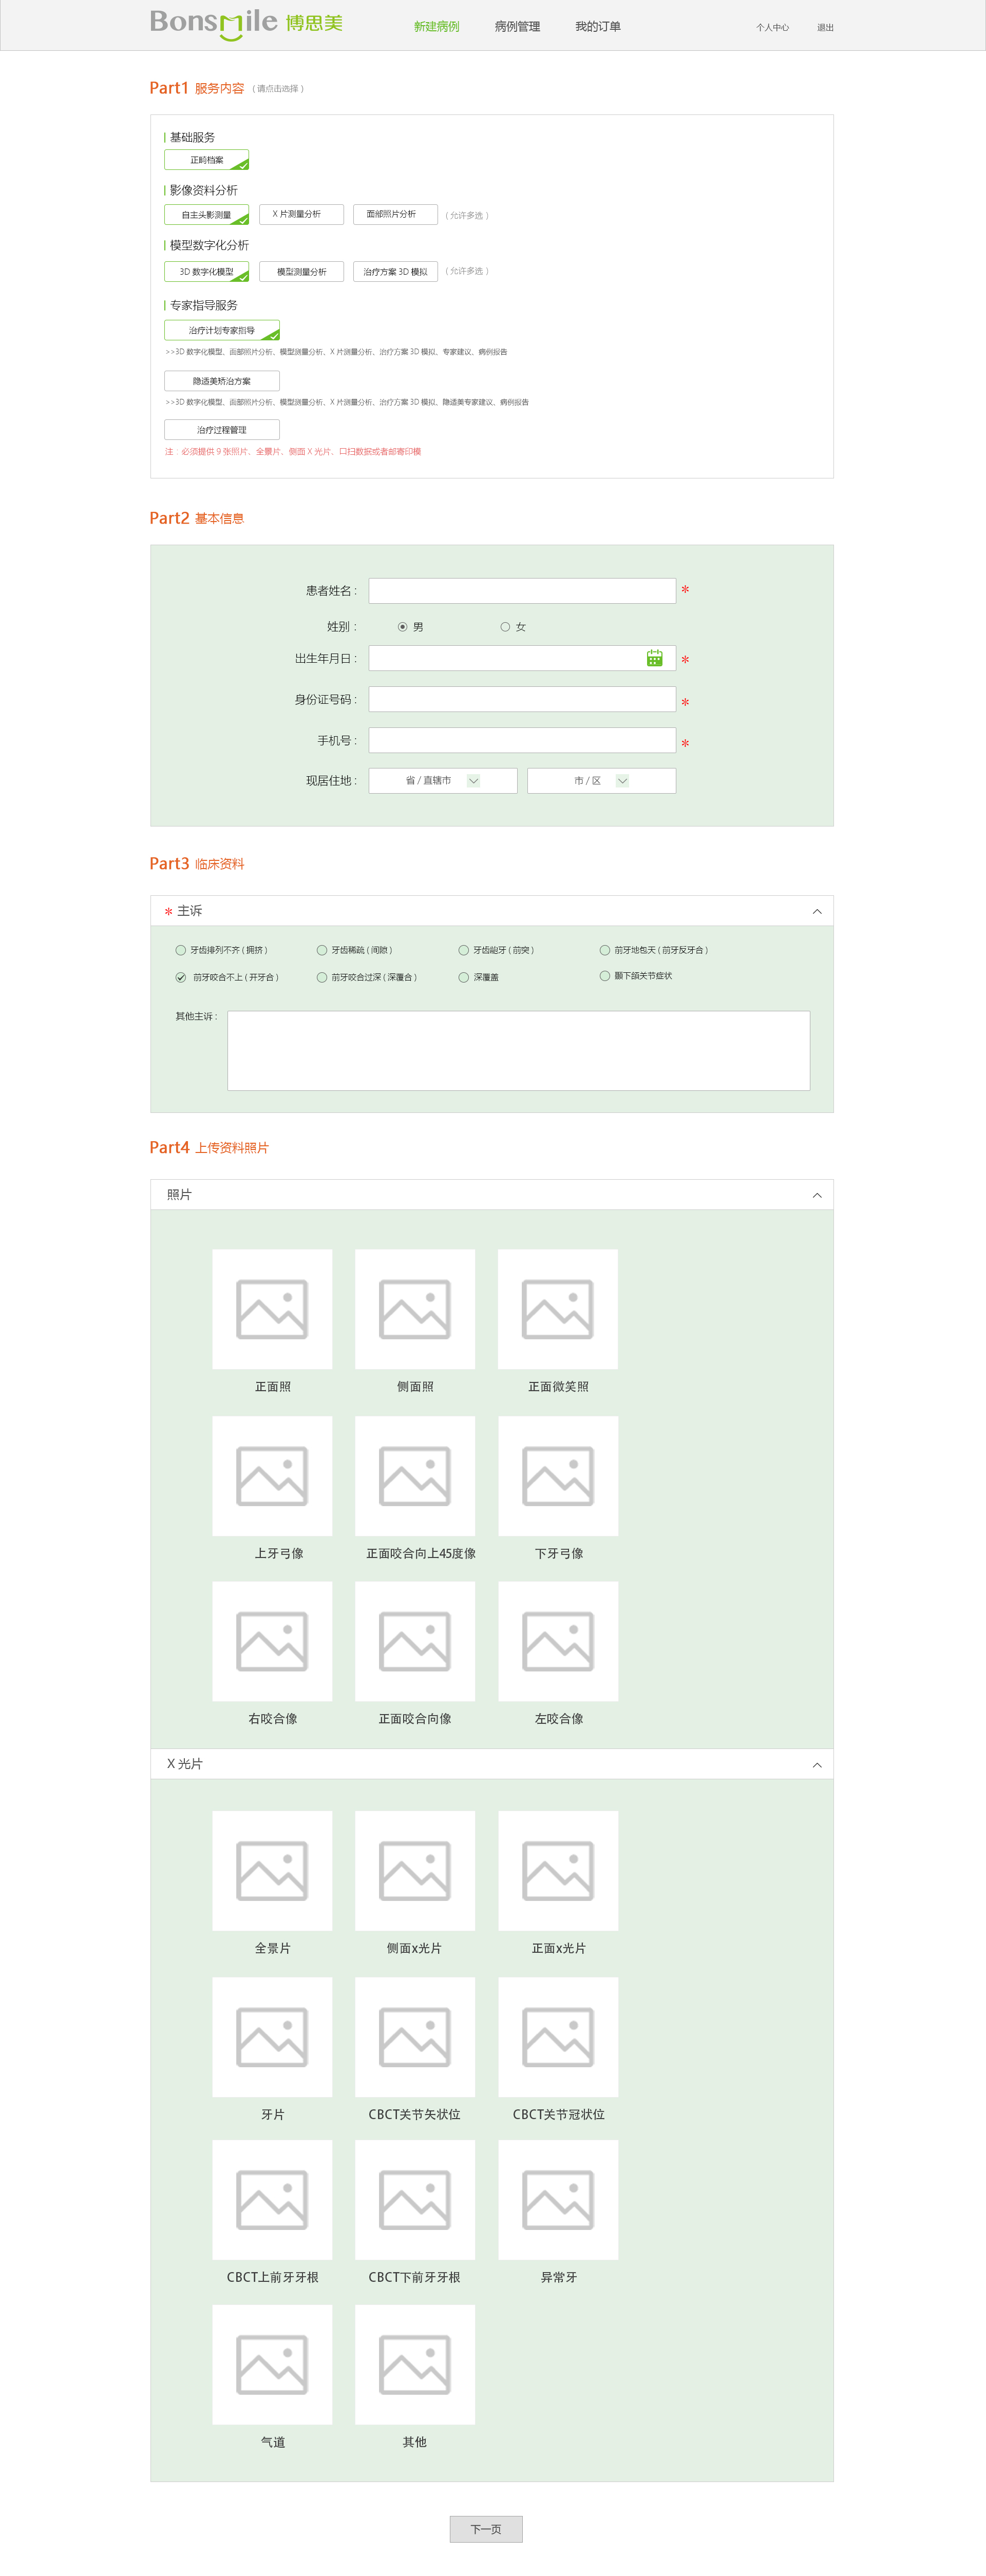 Bonsmile 博思美 新建病例 病例管理 我的订单 个人中心 退出
Part1 服务内容 (请点击选择)
基础服务
正畸档案
影像资料分析
自主头影测量 X 片测量分析 面部照片分析 (允许多选)
模型数字化分析
3D 数字化模型 模型测量分析 治疗方案 3D 模拟 (允许多选)
专家指导服务
治疗计划专家指导
>>3D 数字化模型、面部照片分析、模型测量分析、X 片测量分析、治疗方案 3D 模拟、专家建议、病例报告
隐适美矫治方案
>>3D 数字化模型、面部照片分析、模型测量分析、X 片测量分析、治疗方案 3D 模拟、隐适美专家建议、病例报告
治疗过程管理
注：必须提供 9 张照片、全景片、侧面 X 光片、口扫数据或者邮寄印模
Part2 基本信息
患者姓名： *
姓别： 男 女
出生年月日： *
身份证号码： *
手机号： *
现居住地： 省 / 直辖市 市 / 区
Part3 临床资料
* 主诉
牙齿排列不齐 ( 拥挤 ) 牙齿稀疏 ( 间隙 ) 牙齿龅牙 ( 前突 ) 前牙地包天 ( 前牙反牙合 )
前牙咬合不上 ( 开牙合 ) 前牙咬合过深 ( 深覆合 ) 深覆盖 颞下颌关节症状
其他主诉：
Part4 上传资料照片
照片
正面照 侧面照 正面微笑照
上牙弓像 正面咬合向上45度像 下牙弓像
右咬合像 正面咬合向像 左咬合像
X 光片
全景片 侧面x光片 正面x光片
牙片 CBCT关节矢状位 CBCT关节冠状位
CBCT上前牙牙根 CBCT下前牙牙根 异常牙
气道 其他
下一页